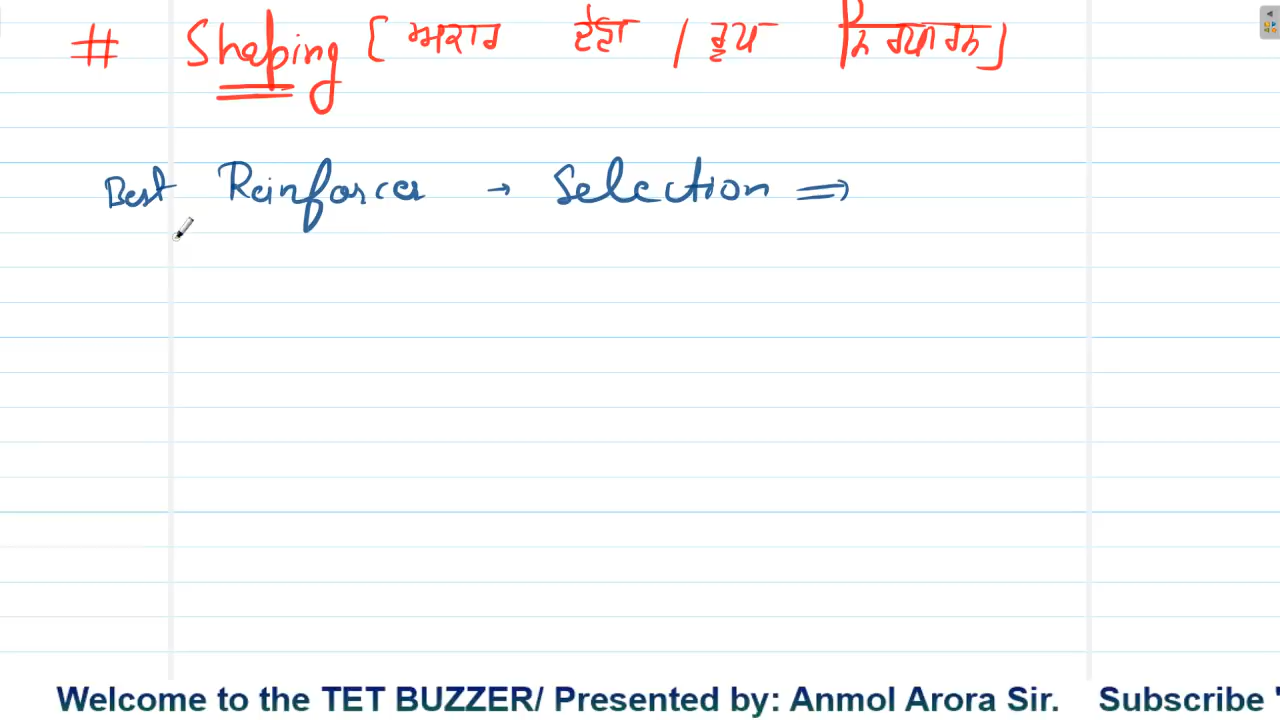 # Shaping [ ਅਕਾਰ ਦੇਣਾ / ਰੂਪ ਨਿਰਧਾਰਨ ]
Best Reinforcer → Selection ⇒
Welcome to the TET BUZZER/ Presented by: Anmol Arora Sir. Subscribe '